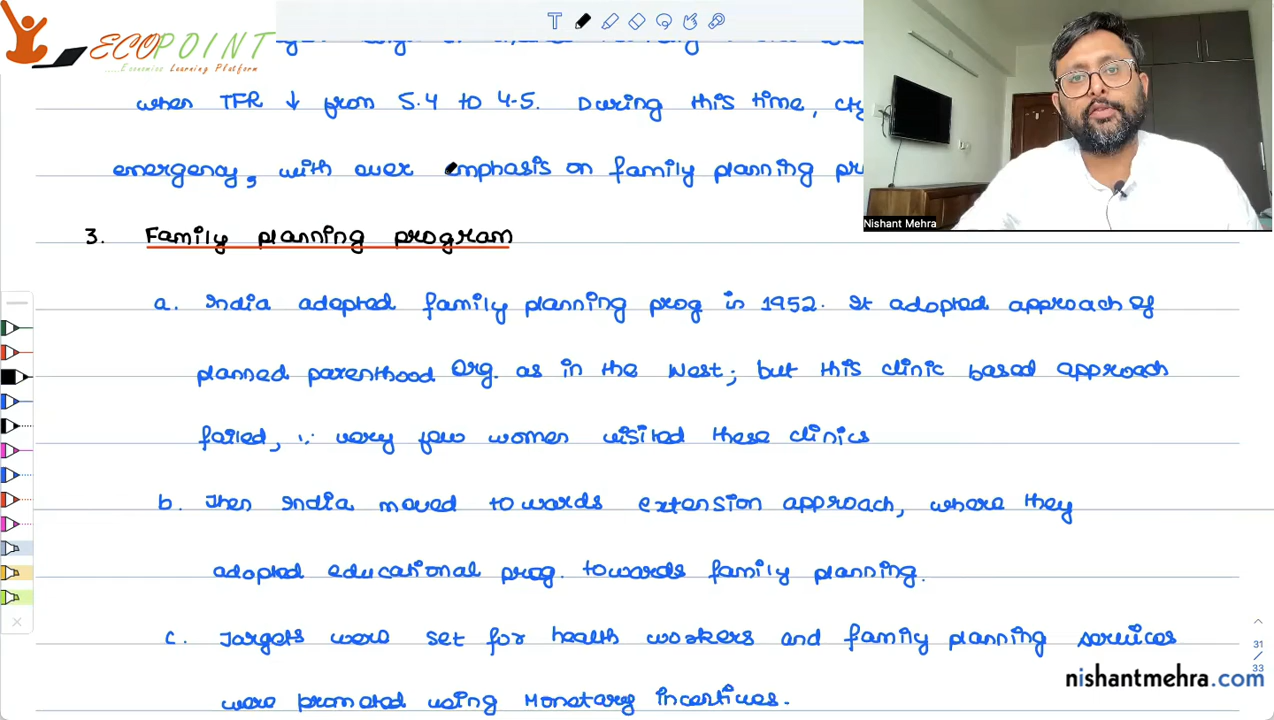 ECOPOINT
.....Economics Learning Platform
when TFR ↓ from 5.4 to 4.5. During this time,
emergency, with over emphasis on family planning
Nishant Mehra
3. Family planning program
a. India adopted family planning prog in 1952. It adopted approach of
planned parenthood Org. as in the West; but this clinic based approach
failed, ∵ very few women visited these clinics
b. Then India moved towards extension approach, where they
adopted educational prog. towards family planning.
c. Targets were set for health workers and family planning services
were promoted using Monetary incentives.
31
/
33
nishantmehra.com